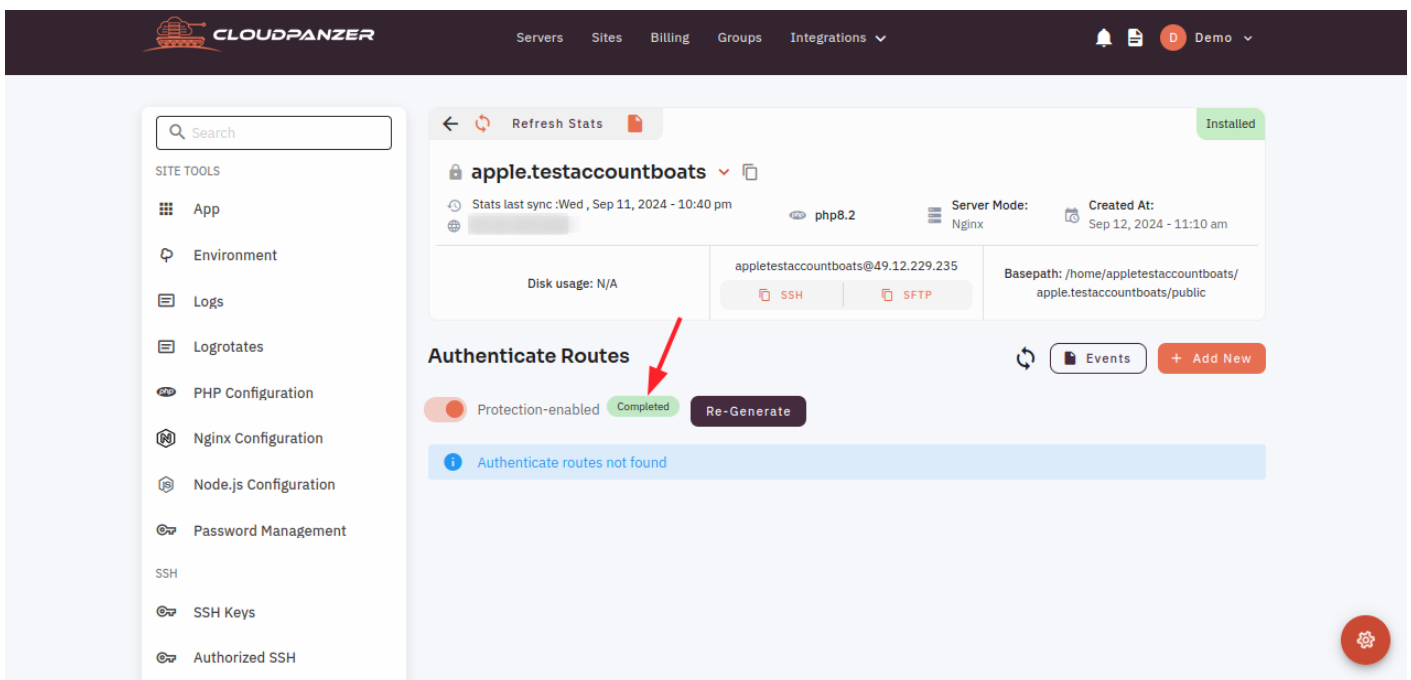 CLOUDPANZER
Servers Sites Billing Groups Integrations
D Demo
Search
SITE TOOLS
App
Environment
Logs
Logrotates
php PHP Configuration
N Nginx Configuration
JS Node.js Configuration
Password Management
SSH
SSH Keys
Authorized SSH
Refresh Stats
Installed
apple.testaccountboats
Stats last sync :Wed , Sep 11, 2024 - 10:40 pm
php php8.2
Server Mode:
Nginx
Created At:
Sep 12, 2024 - 11:10 am
Disk usage: N/A
appletestaccountboats@49.12.229.235
SSH SFTP
Basepath: /home/appletestaccountboats/
apple.testaccountboats/public
Authenticate Routes
Events + Add New
Protection-enabled Completed Re-Generate
Authenticate routes not found